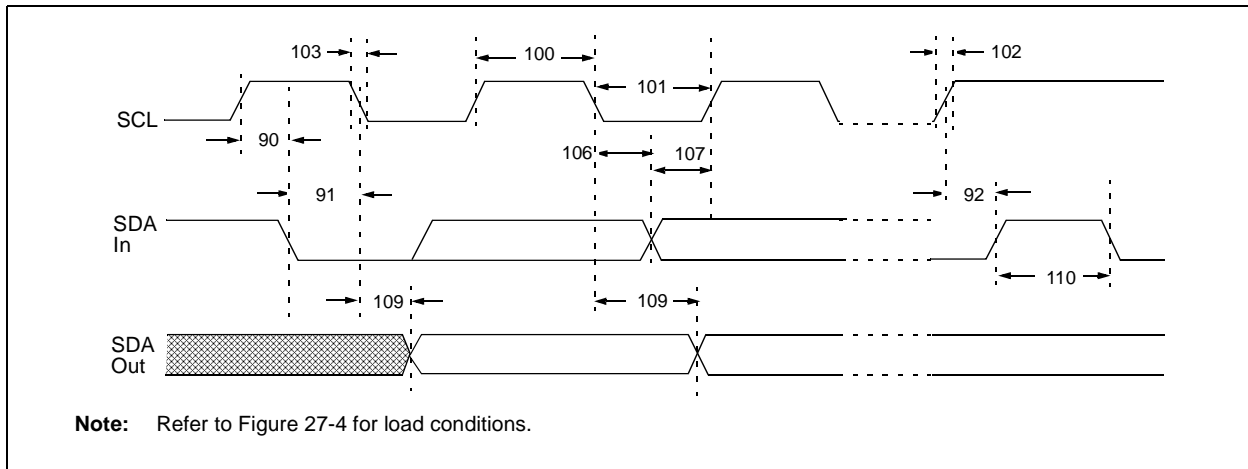 103
100
102
101
SCL
90
106
107
91
92
SDA
In
109
109
110
SDA
Out
Note: Refer to Figure 27-4 for load conditions.